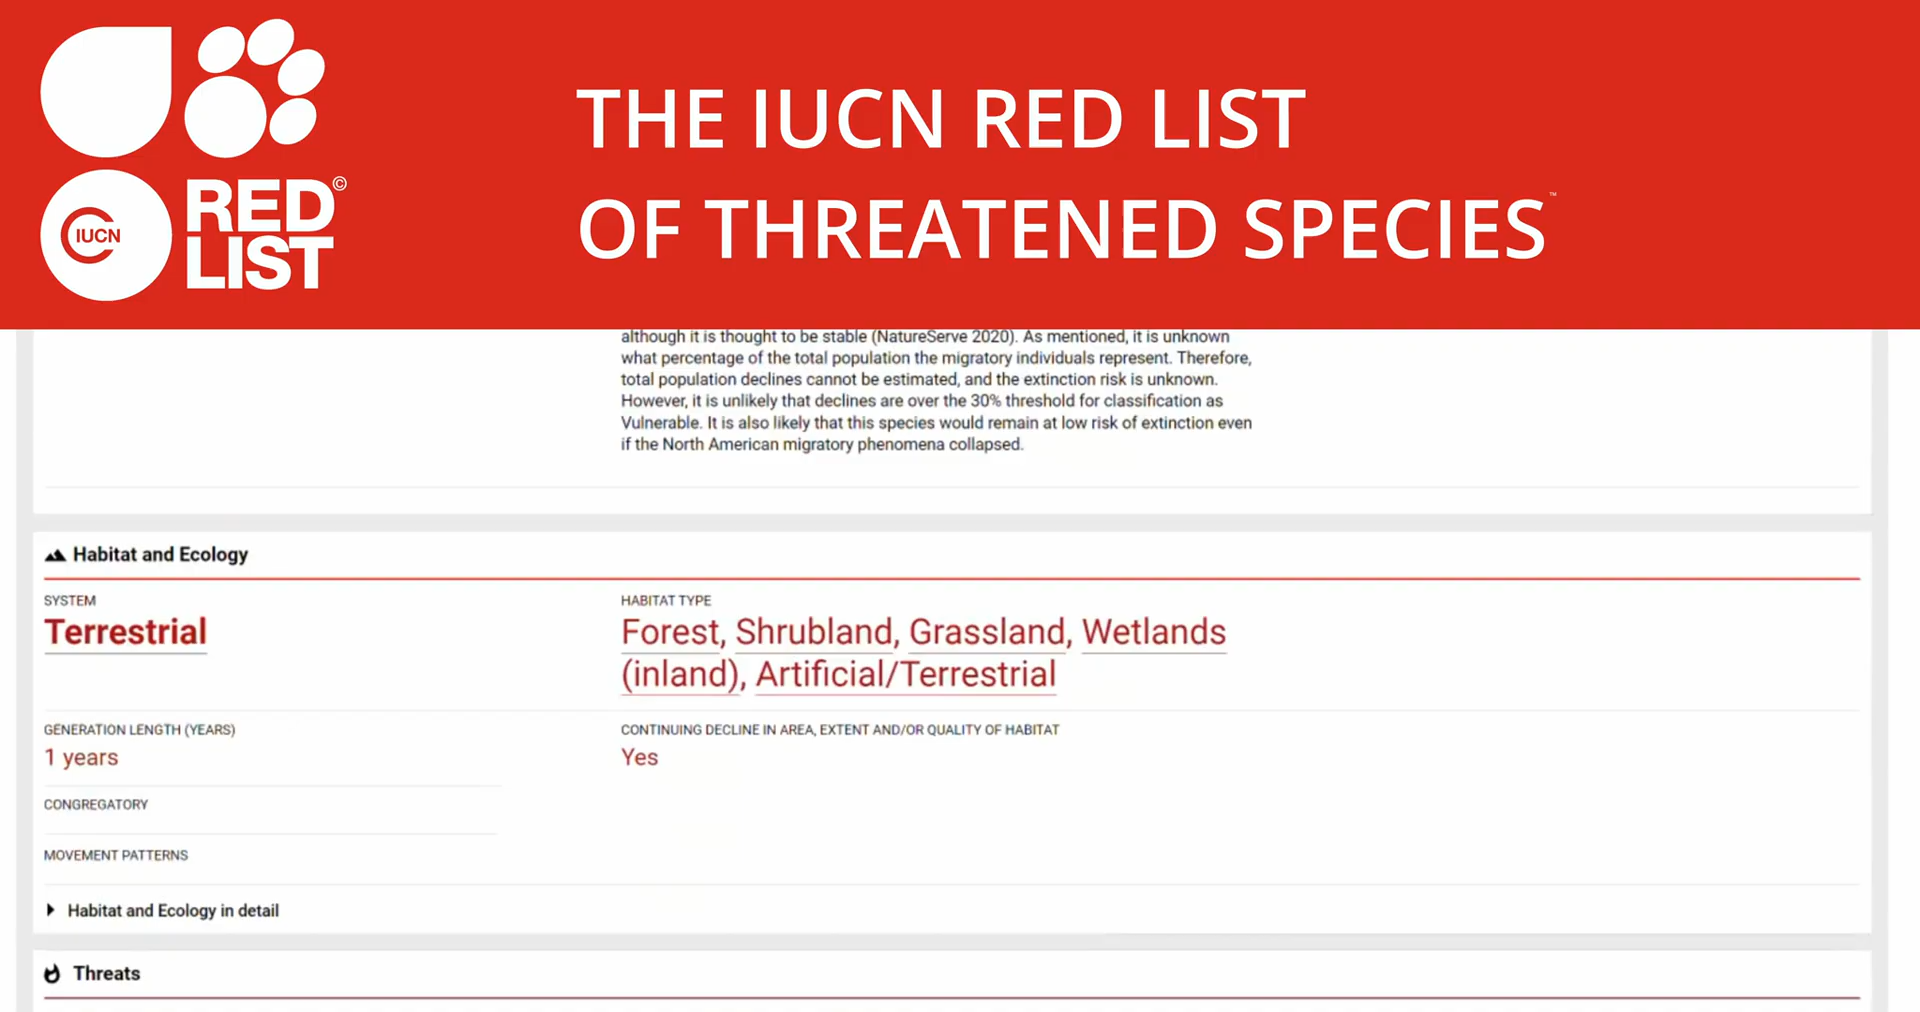 RED©
LIST
IUCN
THE IUCN RED LIST
OF THREATENED SPECIES™
although it is thought to be stable (NatureServe 2020). As mentioned, it is unknown
what percentage of the total population the migratory individuals represent. Therefore,
total population declines cannot be estimated, and the extinction risk is unknown.
However, it is unlikely that declines are over the 30% threshold for classification as
Vulnerable. It is also likely that this species would remain at low risk of extinction even
if the North American migratory phenomena collapsed.
Habitat and Ecology
SYSTEM
Terrestrial
HABITAT TYPE
Forest, Shrubland, Grassland, Wetlands
(inland), Artificial/Terrestrial
GENERATION LENGTH (YEARS)
1 years
CONTINUING DECLINE IN AREA, EXTENT AND/OR QUALITY OF HABITAT
Yes
CONGREGATORY
MOVEMENT PATTERNS
Habitat and Ecology in detail
Threats